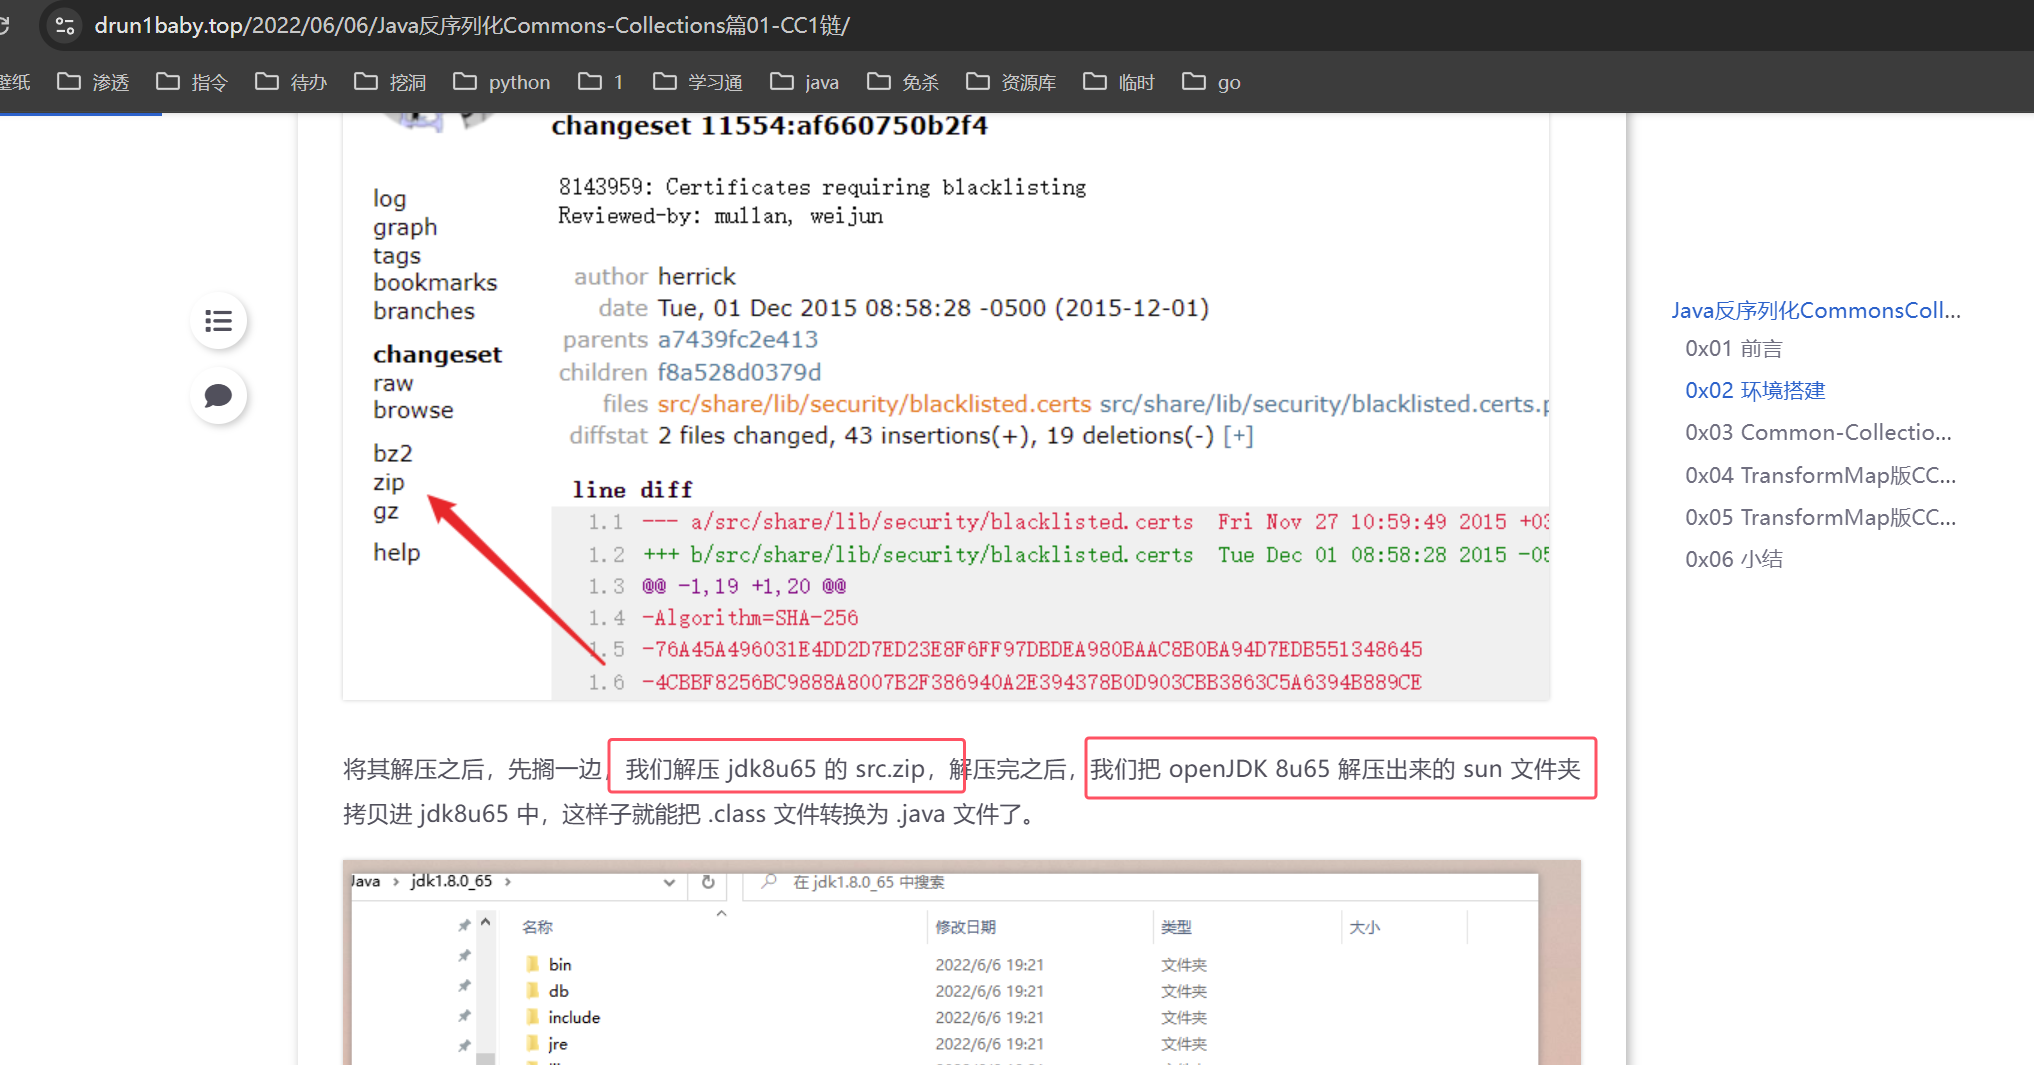 drun1baby.top/2022/06/06/Java反序列化Commons-Collections篇01-CC1链/
壁纸 渗透 指令 待办 挖洞 python 1 学习通 java 免杀 资源库 临时 go
changeset 11554:af660750b2f4
8143959: Certificates requiring blacklisting
Reviewed-by: mullan, weijun
log
graph
tags
bookmarks
branches
changeset
raw
browse
bz2
zip
gz
help
author herrick
date Tue, 01 Dec 2015 08:58:28 -0500 (2015-12-01)
parents a7439fc2e413
children f8a528d0379d
files src/share/lib/security/blacklisted.certs src/share/lib/security/blacklisted.certs.p
diffstat 2 files changed, 43 insertions(+), 19 deletions(-) [+]
line diff
1.1 --- a/src/share/lib/security/blacklisted.certs Fri Nov 27 10:59:49 2015 +03
1.2 +++ b/src/share/lib/security/blacklisted.certs Tue Dec 01 08:58:28 2015 -05
1.3 @@ -1,19 +1,20 @@
1.4 -Algorithm=SHA-256
1.5 -76A45A496031E4DD2D7ED23E8F6FF97DBDEA980BAAC8B0BA94D7EDB551348645
1.6 -4CBBF8256BC9888A8007B2F386940A2E394378B0D903CBB3863C5A6394B889CE
将其解压之后，先搁一边，我们解压 jdk8u65 的 src.zip，解压完之后，我们把 openJDK 8u65 解压出来的 sun 文件夹
拷贝进 jdk8u65 中，这样子就能把 .class 文件转换为 .java 文件了。
Java › jdk1.8.0_65 › 在 jdk1.8.0_65 中搜索
名称 修改日期 类型 大小
bin 2022/6/6 19:21 文件夹
db 2022/6/6 19:21 文件夹
include 2022/6/6 19:21 文件夹
jre 2022/6/6 19:21 文件夹
Java反序列化CommonsColl...
0x01 前言
0x02 环境搭建
0x03 Common-Collectio...
0x04 TransformMap版CC...
0x05 TransformMap版CC...
0x06 小结